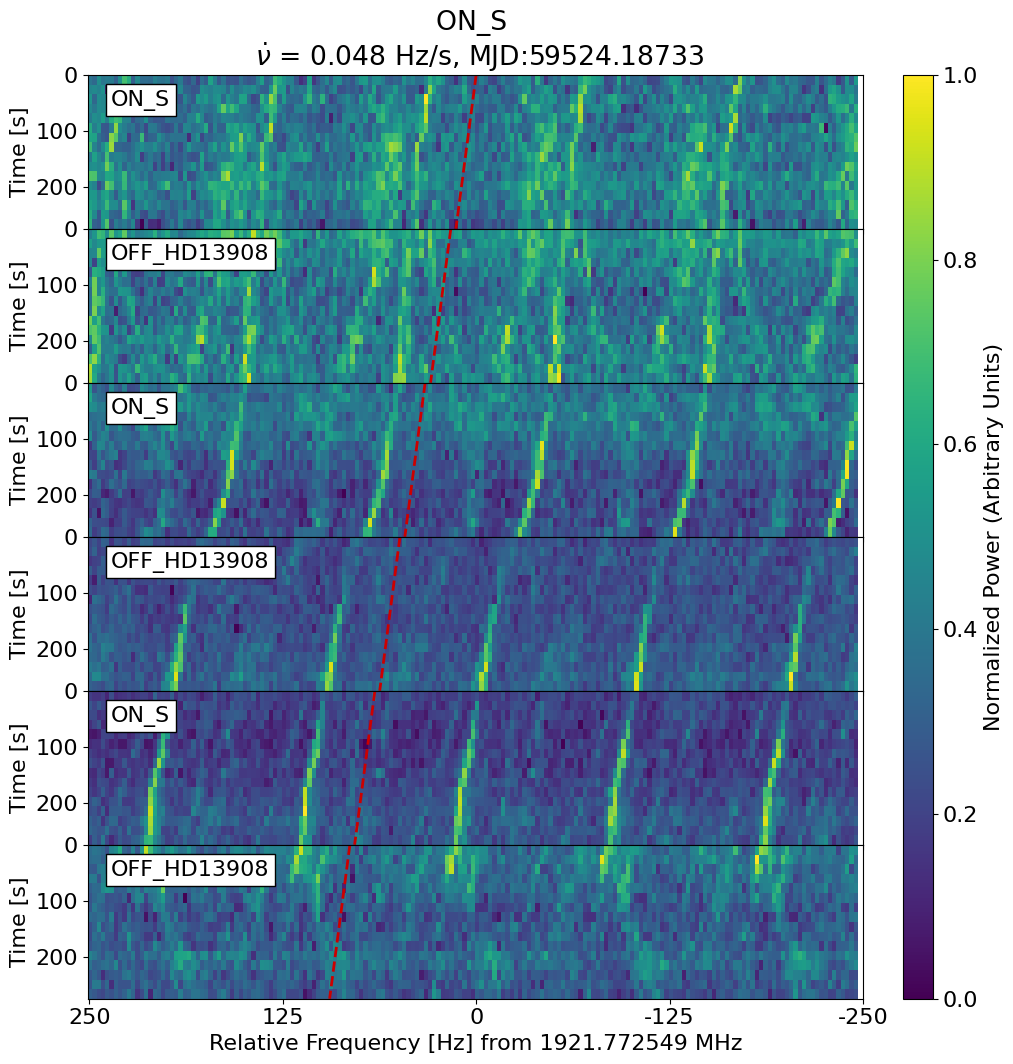 ON_S
ν̇ = 0.048 Hz/s, MJD:59524.18733
ON_S
OFF_HD13908
ON_S
OFF_HD13908
ON_S
OFF_HD13908
Time [s]
Time [s]
Time [s]
Time [s]
Time [s]
Time [s]
0
100
200
0
100
200
0
100
200
0
100
200
0
100
200
0
100
200
250
125
0
-125
-250
Relative Frequency [Hz] from 1921.772549 MHz
1.0
0.8
0.6
0.4
0.2
0.0
Normalized Power (Arbitrary Units)